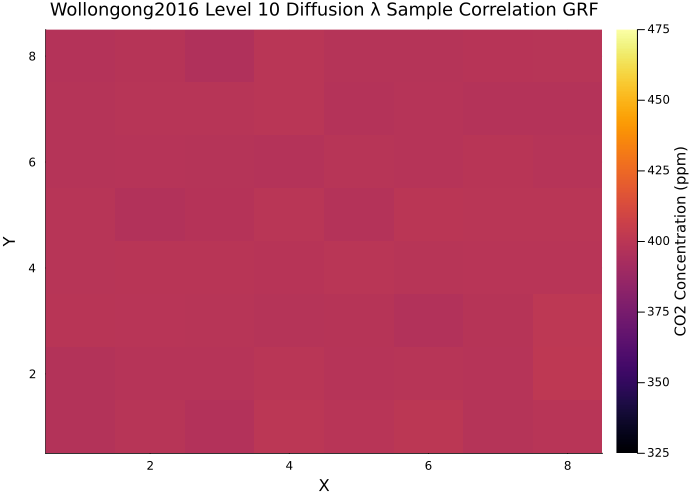 Wollongong2016 Level 10 Diffusion λ Sample Correlation GRF
8
6
4
2
Y
2 4 6 8
X
475
450
425
400
375
350
325
CO2 Concentration (ppm)